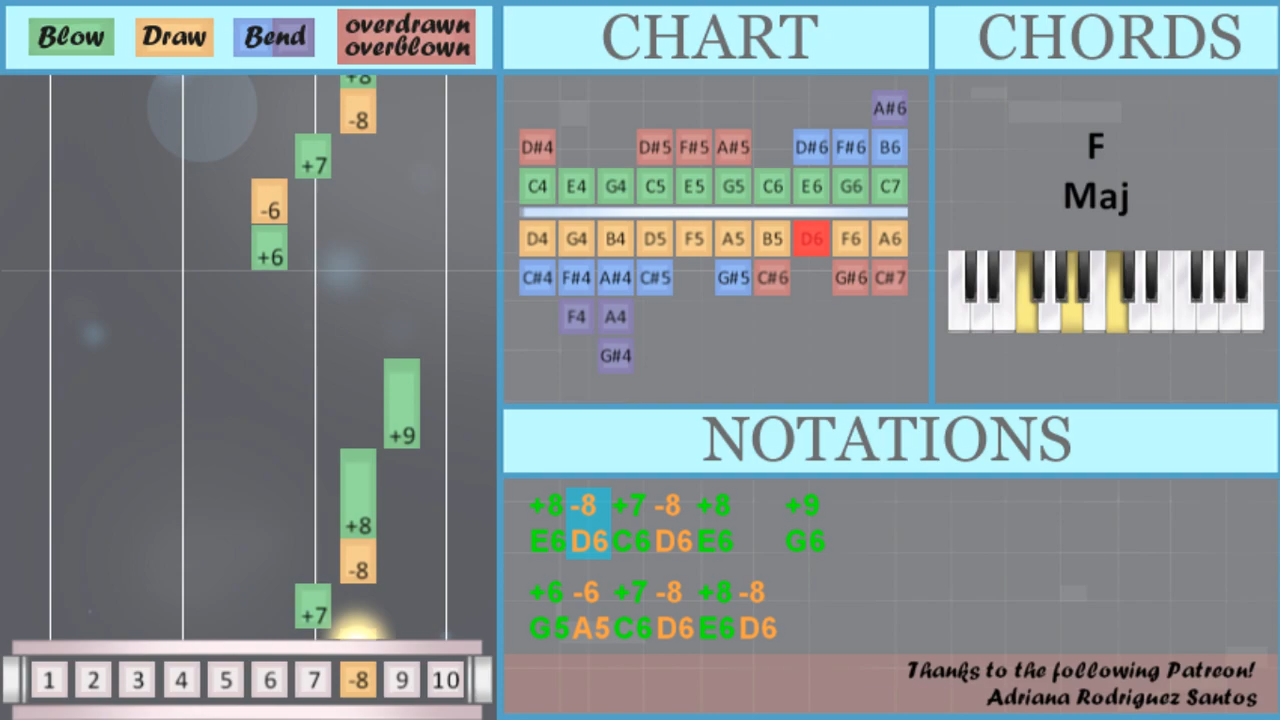 Blow Draw Bend overdrawn
overblown
CHART
CHORDS
+8
-8
+7
-6
+6
+9
+8
-8
+7
1 2 3 4 5 6 7 -8 9 10
A#6
D#4 D#5 F#5 A#5 D#6 F#6 B6
C4 E4 G4 C5 E5 G5 C6 E6 G6 C7
D4 G4 B4 D5 F5 A5 B5 D6 F6 A6
C#4 F#4 A#4 C#5 G#5 C#6 G#6 C#7
F4 A4
G#4
F
Maj
NOTATIONS
+8 -8 +7 -8 +8 +9
E6 D6 C6 D6 E6 G6
+6 -6 +7 -8 +8 -8
G5 A5 C6 D6 E6 D6
Thanks to the following Patreon!
Adriana Rodriguez Santos